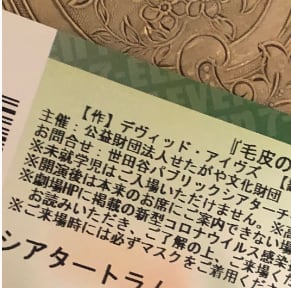 『毛皮の
【作】デヴィッド・アイヴズ
主催：公益財団法人せたがや文化財団
お問合せ：世田谷パブリックシアターチ
※未就学児はご入場いただけません。※高
※開演後は本来のお席にご案内できない場
※劇場HPに掲載の新型コロナウイルス感染
お読みいただき、ご了解の上、ご来場くだ
※ご来場時には必ずマスクをご着用くださ
シアタートラム